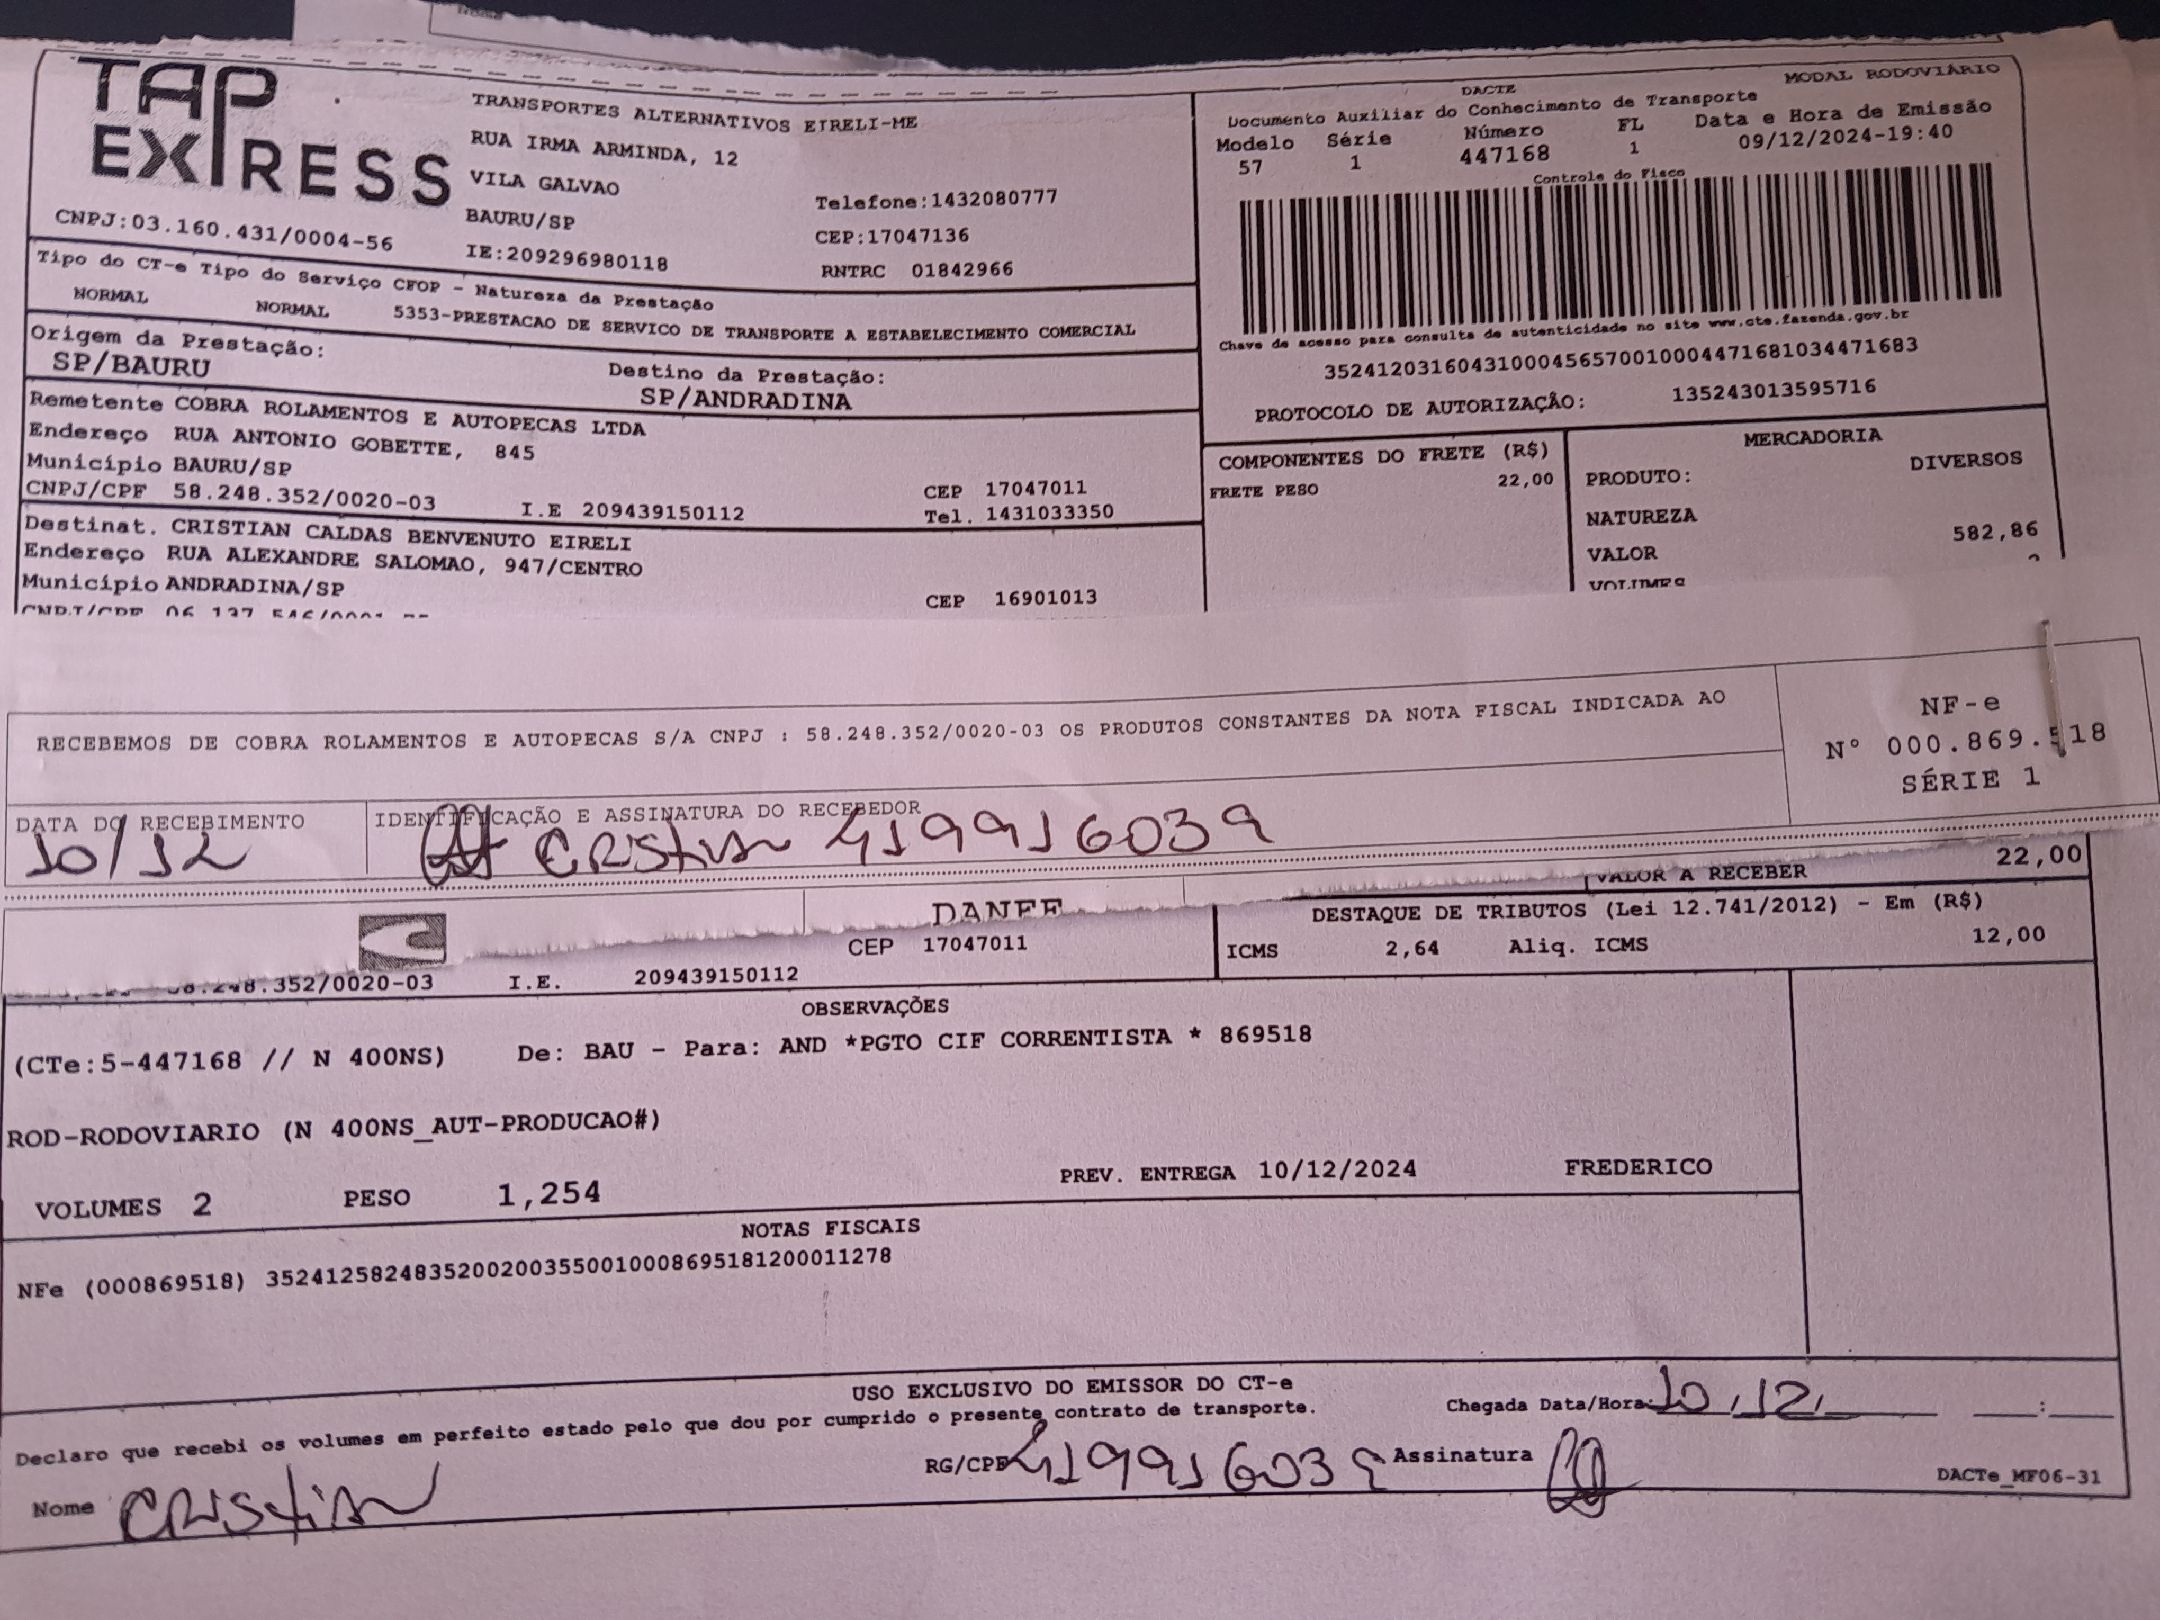 TAP
EXPRESS
CNPJ:03.160.431/0004-56
TRANSPORTES ALTERNATIVOS EIRELI-ME
RUA IRMA ARMINDA, 12
VILA GALVAO
BAURU/SP
IE:209296980118
Telefone:1432080777
CEP:17047136
RNTRC 01842966
MODAL RODOVIÁRIO
DACTE
Documento Auxiliar do Conhecimento de Transporte
Modelo Série Número FL Data e Hora de Emissão
57 1 447168 1 09/12/2024-19:40
Controle do Fisco
Chave de acesso para consulta de autenticidade no site www.cte.fazenda.gov.br
35241203160431000456570010004471681034471683
PROTOCOLO DE AUTORIZAÇÃO: 135243013595716
Tipo do CT-e Tipo do Serviço CFOP - Natureza da Prestação
NORMAL NORMAL 5353-PRESTACAO DE SERVICO DE TRANSPORTE A ESTABELECIMENTO COMERCIAL
Origem da Prestação:
SP/BAURU
Destino da Prestação:
SP/ANDRADINA
Remetente COBRA ROLAMENTOS E AUTOPECAS LTDA
Endereço RUA ANTONIO GOBETTE, 845
Município BAURU/SP
CEP 17047011
CNPJ/CPF 58.248.352/0020-03 I.E 209439150112 Tel. 1431033350
Destinat. CRISTIAN CALDAS BENVENUTO EIRELI
Endereço RUA ALEXANDRE SALOMAO, 947/CENTRO
Município ANDRADINA/SP CEP 16901013
COMPONENTES DO FRETE (R$)
FRETE PESO 22,00
MERCADORIA
PRODUTO: DIVERSOS
NATUREZA
VALOR 582,86
VOLUMES
RECEBEMOS DE COBRA ROLAMENTOS E AUTOPECAS S/A CNPJ : 58.248.352/0020-03 OS PRODUTOS CONSTANTES DA NOTA FISCAL INDICADA AO
NF-e
N° 000.869.518
SÉRIE 1
DATA DO RECEBIMENTO
10/12
IDENTIFICAÇÃO E ASSINATURA DO RECEBEDOR
CRISTIAN 419916039
VALOR A RECEBER 22,00
DANFE
DESTAQUE DE TRIBUTOS (Lei 12.741/2012) - Em (R$)
CEP 17047011
ICMS 2,64 Aliq. ICMS 12,00
.352/0020-03 I.E. 209439150112
OBSERVAÇÕES
(CTe:5-447168 // N 400NS) De: BAU - Para: AND *PGTO CIF CORRENTISTA * 869518
ROD-RODOVIARIO (N 400NS_AUT-PRODUCAO#)
VOLUMES 2 PESO 1,254 PREV. ENTREGA 10/12/2024 FREDERICO
NOTAS FISCAIS
NFe (000869518) 35241258248352002003550010008695181200011278
USO EXCLUSIVO DO EMISSOR DO CT-e
Declaro que recebi os volumes em perfeito estado pelo que dou por cumprido o presente contrato de transporte.
Chegada Data/Hora: 10/12/ :
Nome CRISTIAN
RG/CPF 419916039
Assinatura
DACTe_MF06-31